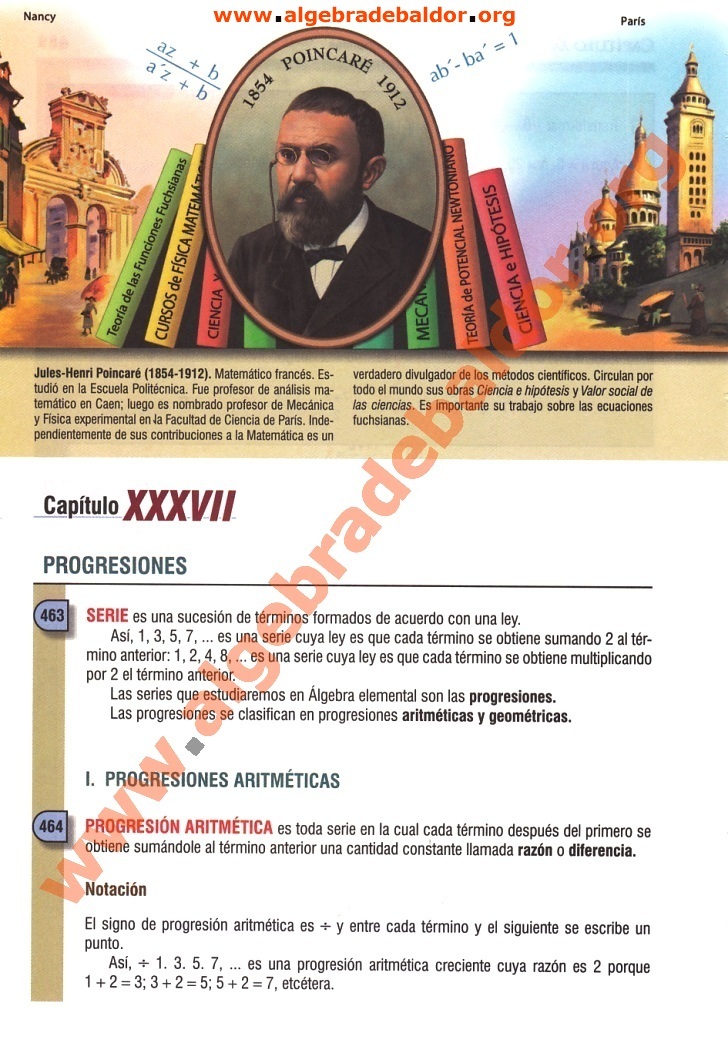 www.algebradebaldor.org
Nancy
París
az + b
a´z + b
ab´- ba´ = 1
1854 POINCARÉ 1912
Teoría de las Funciones Fuchsianas
CURSOS de FÍSICA MATEMÁT
CIENCIA Y
MECÁN
TEORÍA de POTENCIAL NEWTONIANO
CIENCIA e HIPÓTESIS
Jules-Henri Poincaré (1854-1912). Matemático francés. Es-
tudió en la Escuela Politécnica. Fue profesor de análisis ma-
temático en Caen; luego es nombrado profesor de Mecánica
y Física experimental en la Facultad de Ciencia de París. Inde-
pendientemente de sus contribuciones a la Matemática es un
verdadero divulgador de los métodos científicos. Circulan por
todo el mundo sus obras Ciencia e hipótesis y Valor social de
las ciencias. Es importante su trabajo sobre las ecuaciones
fuchsianas.
Capítulo XXXVII
PROGRESIONES
463 SERIE es una sucesión de términos formados de acuerdo con una ley.
Así, 1, 3, 5, 7, ... es una serie cuya ley es que cada término se obtiene sumando 2 al tér-
mino anterior: 1, 2, 4, 8, ... es una serie cuya ley es que cada término se obtiene multiplicando
por 2 el término anterior.
Las series que estudiaremos en Álgebra elemental son las progresiones.
Las progresiones se clasifican en progresiones aritméticas y geométricas.
I. PROGRESIONES ARITMÉTICAS
464 PROGRESIÓN ARITMÉTICA es toda serie en la cual cada término después del primero se
obtiene sumándole al término anterior una cantidad constante llamada razón o diferencia.
Notación
El signo de progresión aritmética es ÷ y entre cada término y el siguiente se escribe un
punto.
Así, ÷ 1. 3. 5. 7, ... es una progresión aritmética creciente cuya razón es 2 porque
1 + 2 = 3; 3 + 2 = 5; 5 + 2 = 7, etcétera.
www.algebradebaldor.org